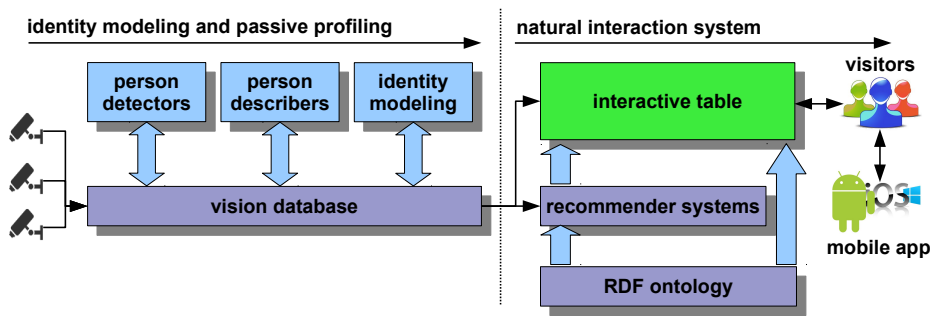 identity modeling and passive profiling
natural interaction system
visitors
person
detectors
person
describers
identity
modeling
interactive table
vision database
recommender systems
iOS
mobile app
RDF ontology